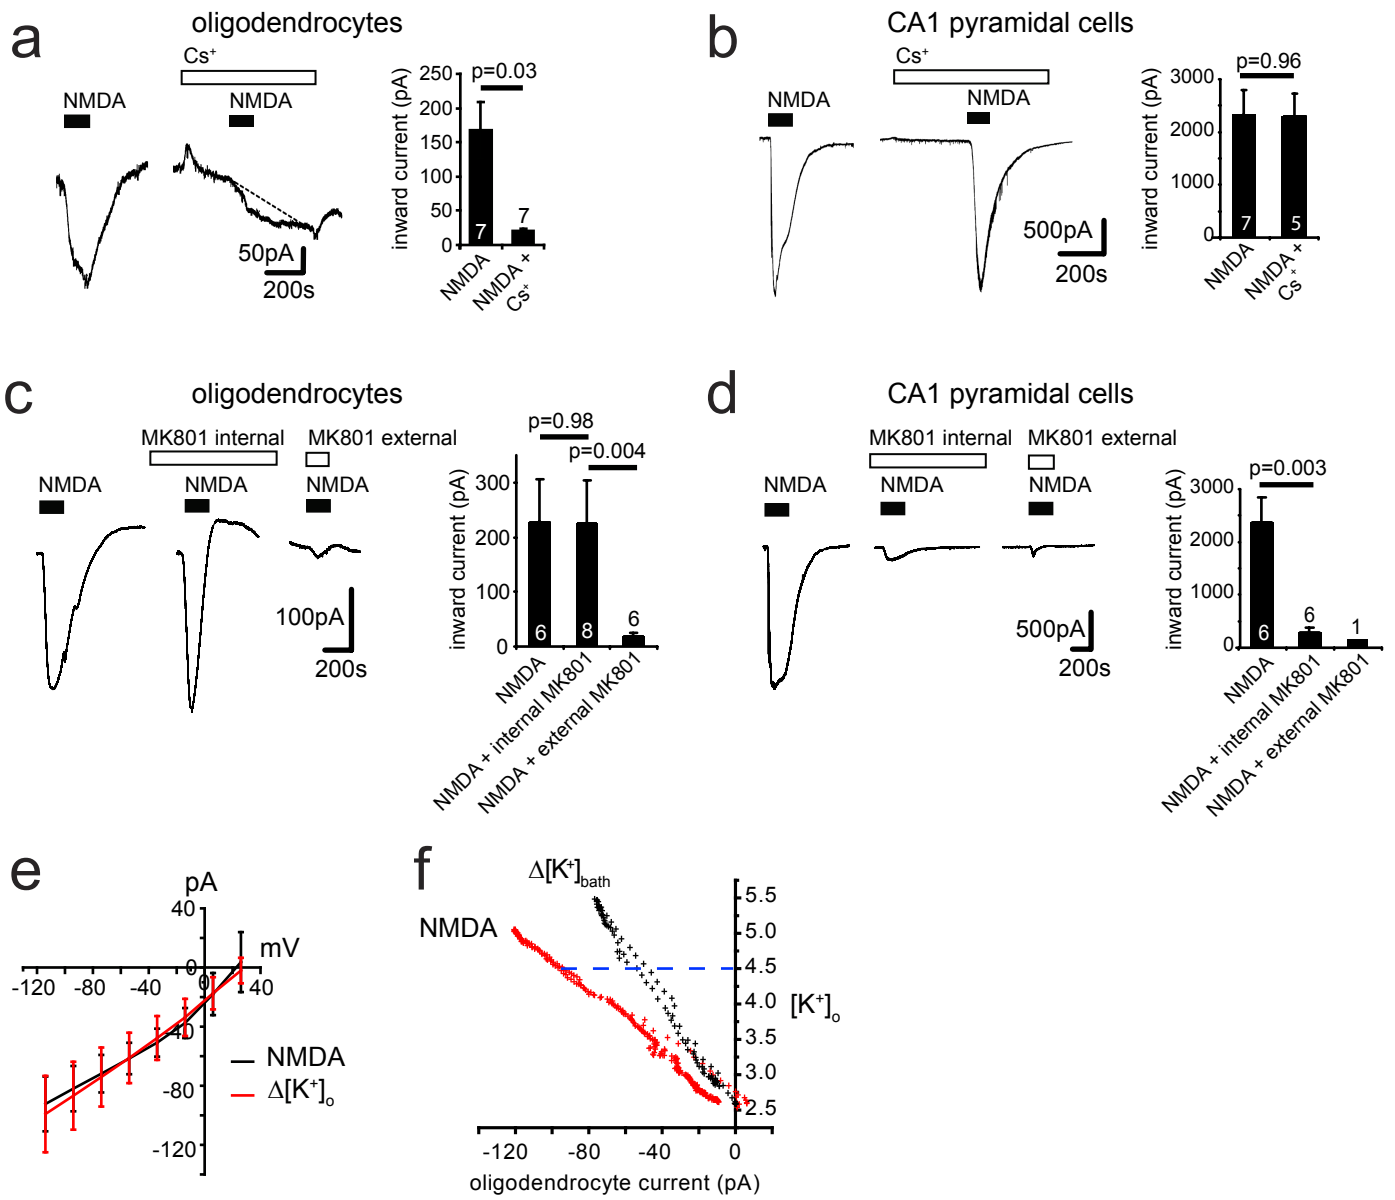 a
oligodendrocytes
Cs⁺
NMDA
NMDA
50pA
200s
inward current (pA)
250
200
150
100
50
0
p=0.03
7
7
NMDA
NMDA +
Cs⁺
b
CA1 pyramidal cells
Cs⁺
NMDA
NMDA
500pA
200s
inward current (pA)
3000
2000
1000
0
p=0.96
7
5
NMDA
NMDA +
Cs⁺
c
oligodendrocytes
MK801 internal
MK801 external
NMDA
NMDA
NMDA
100pA
200s
inward current (pA)
300
200
100
0
p=0.98
p=0.004
6
8
6
NMDA
NMDA + internal MK801
NMDA + external MK801
d
CA1 pyramidal cells
MK801 internal
MK801 external
NMDA
NMDA
NMDA
500pA
200s
inward current (pA)
3000
2000
1000
0
p=0.003
6
6
1
NMDA
NMDA + internal MK801
NMDA + external MK801
e
pA
40
mV
0
-120
-80
-40
0
40
-40
-80
-120
NMDA
Δ[K⁺]ₒ
f
Δ[K⁺]bath
NMDA
5.5
5.0
4.5
4.0
3.5
3.0
2.5
[K⁺]ₒ
-120
-80
-40
0
oligodendrocyte current (pA)